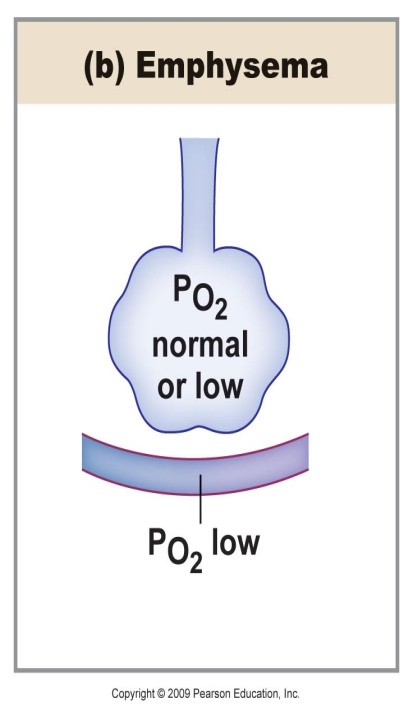 (b) Emphysema
PO2
normal
or low
PO2 low
Copyright © 2009 Pearson Education, Inc.